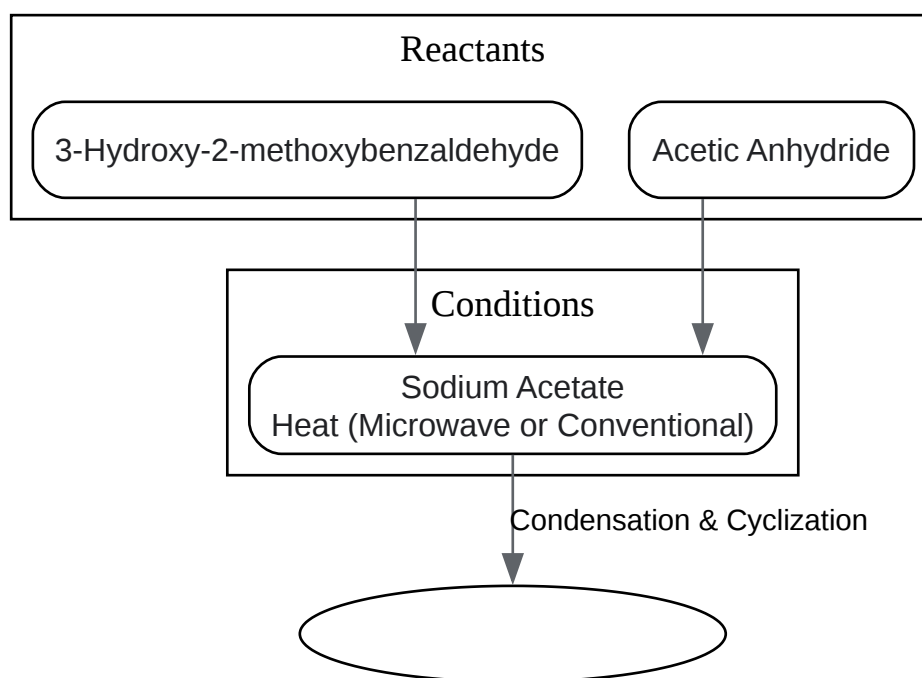 Reactants
3-Hydroxy-2-methoxybenzaldehyde
Acetic Anhydride
Conditions
Sodium Acetate
Heat (Microwave or Conventional)
Condensation & Cyclization